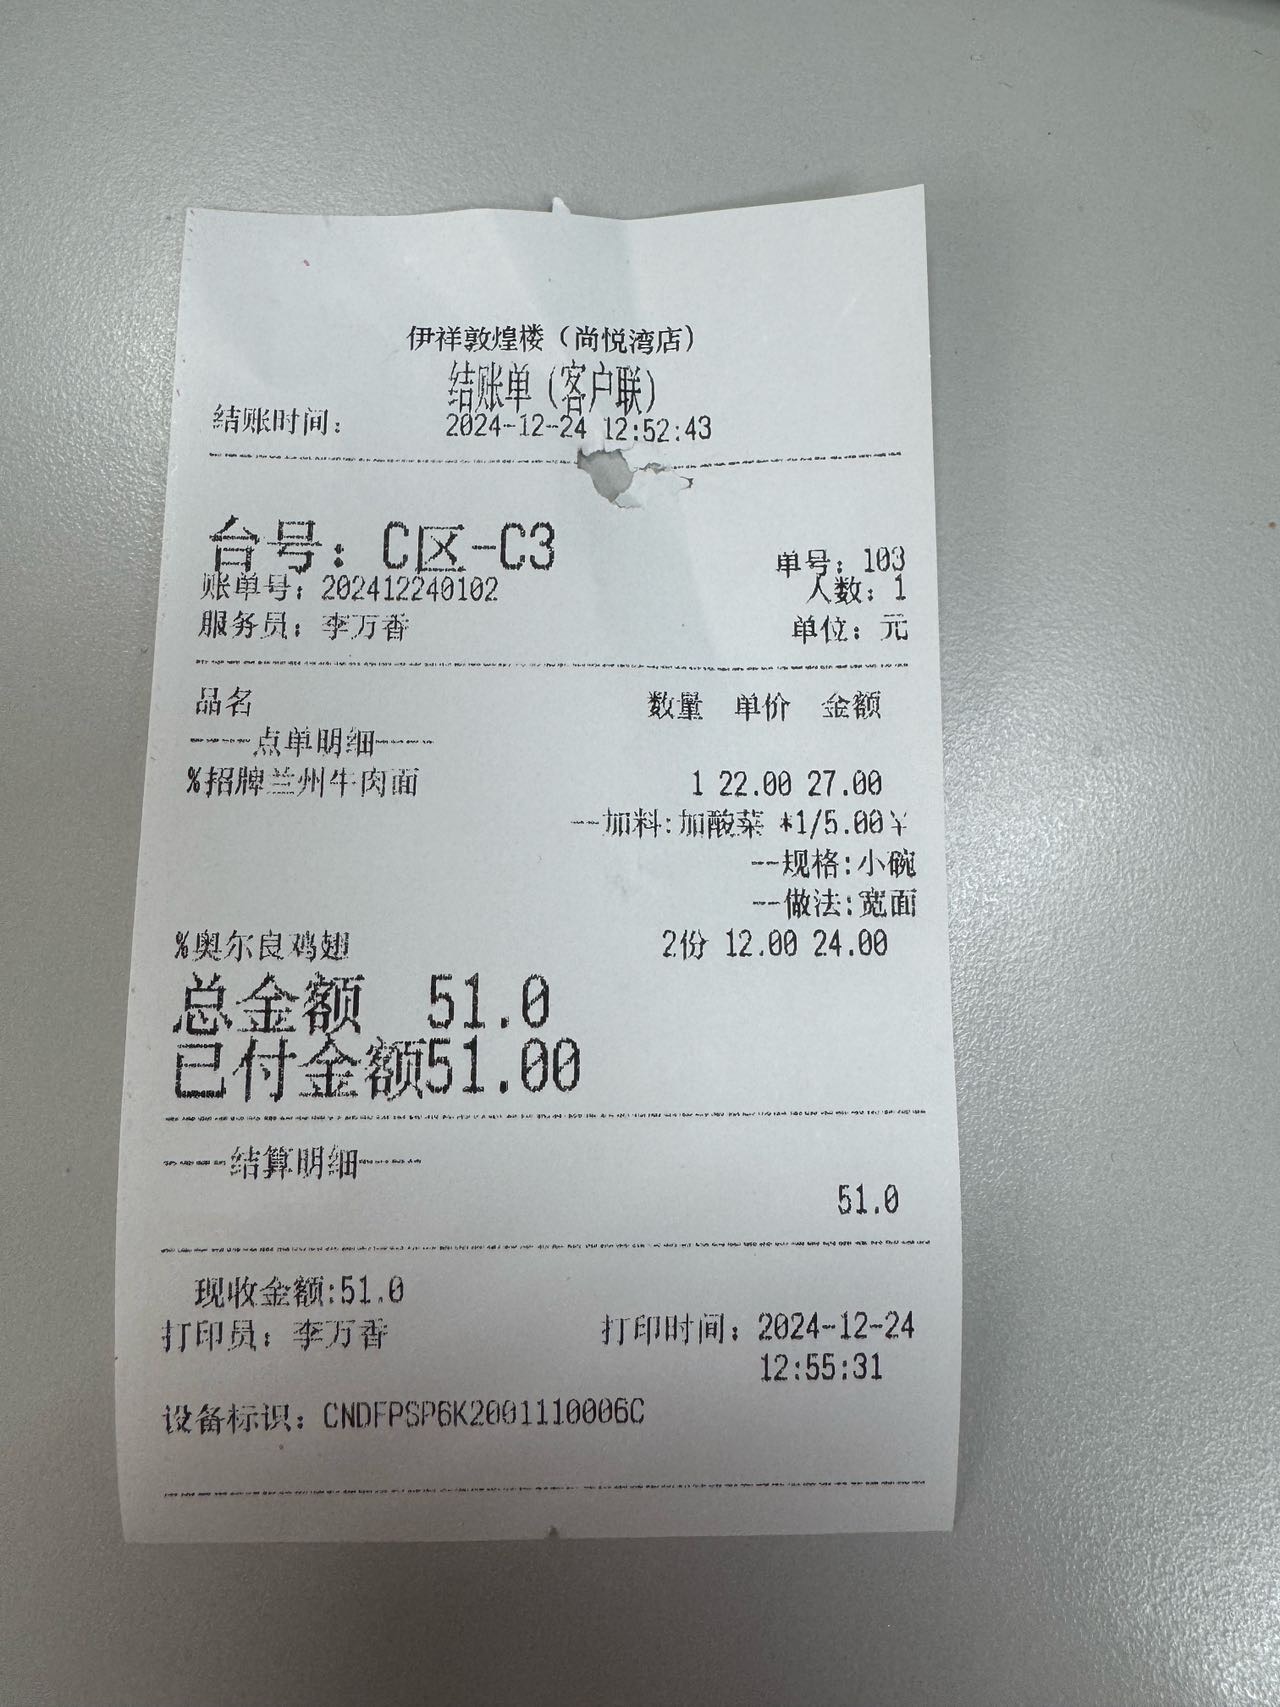 伊祥敦煌楼（尚悦湾店）
结账单（客户联）
结账时间： 2024-12-24 12:52:43
台号：C区-C3
单号：103
账单号：202412240102 人数：1
服务员：李万香 单位：元
品名 数量 单价 金额
----点单明细----
%招牌兰州牛肉面 1 22.00 27.00
--加料:加酸菜 *1/5.00¥
--规格:小碗
--做法:宽面
%奥尔良鸡翅 2份 12.00 24.00
总金额 51.0
已付金额51.00
----结算明细----
51.0
现收金额:51.0
打印员：李万香 打印时间：2024-12-24
12:55:31
设备标识：CNDFPSP6K2001110006C